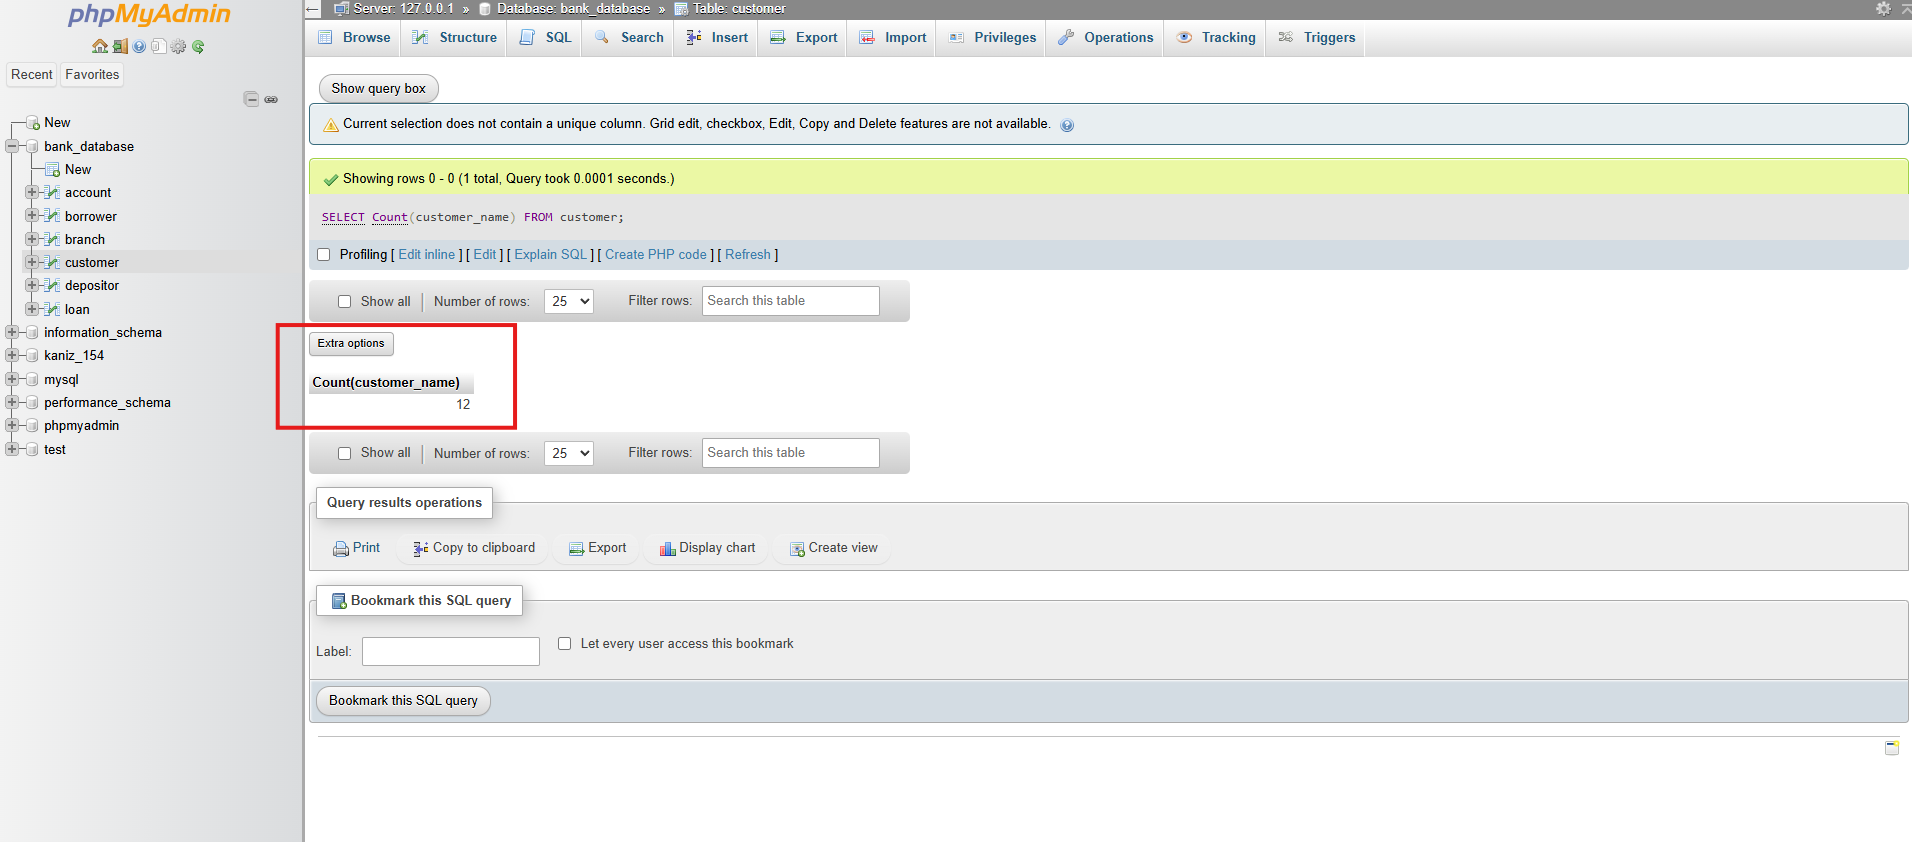 phpMyAdmin
Recent Favorites
New
bank_database
New
account
borrower
branch
customer
depositor
loan
information_schema
kaniz_154
mysql
performance_schema
phpmyadmin
test
Server: 127.0.0.1 » Database: bank_database » Table: customer
Browse Structure SQL Search Insert Export Import Privileges Operations Tracking Triggers
Show query box
Current selection does not contain a unique column. Grid edit, checkbox, Edit, Copy and Delete features are not available.
Showing rows 0 - 0 (1 total, Query took 0.0001 seconds.)
SELECT Count(customer_name) FROM customer;
Profiling [ Edit inline ] [ Edit ] [ Explain SQL ] [ Create PHP code ] [ Refresh ]
Show all | Number of rows: 25 Filter rows: Search this table
Extra options
Count(customer_name)
12
Show all | Number of rows: 25 Filter rows: Search this table
Query results operations
Print Copy to clipboard Export Display chart Create view
Bookmark this SQL query
Label: Let every user access this bookmark
Bookmark this SQL query